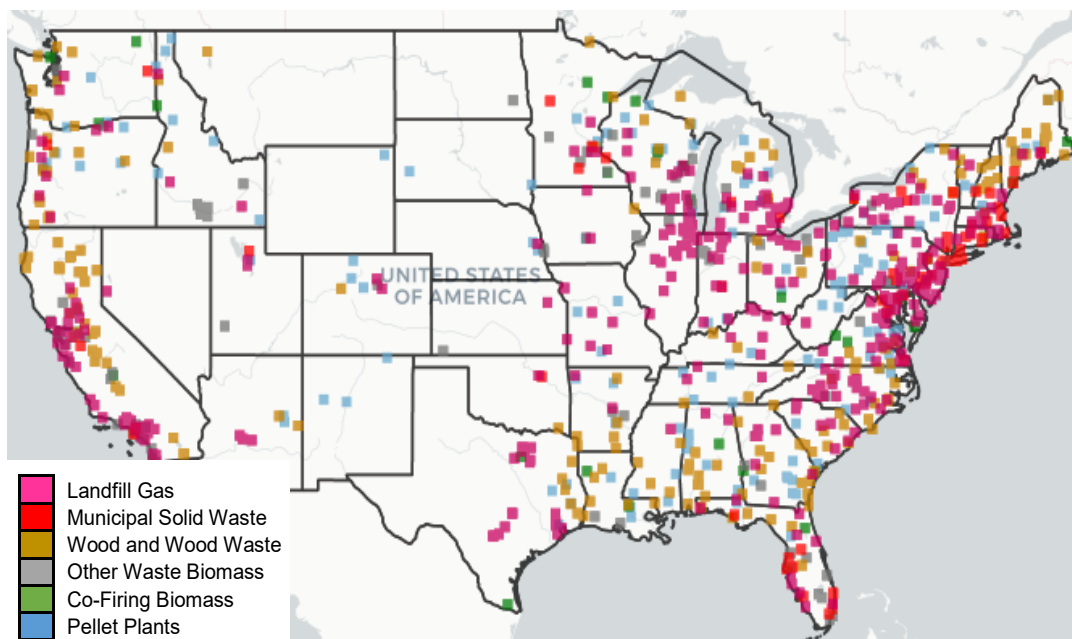 UNITED STATES
OF AMERICA
Landfill Gas
Municipal Solid Waste
Wood and Wood Waste
Other Waste Biomass
Co-Firing Biomass
Pellet Plants